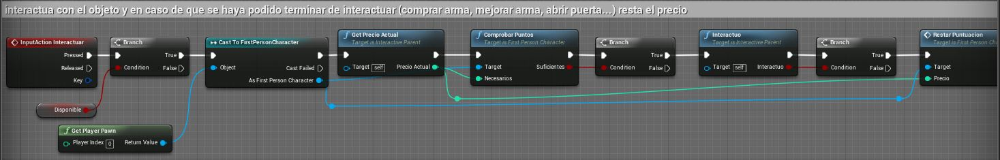 interactua con el objeto y en caso de que se haya podido terminar de interactuar (comprar arma, mejorar arma, abrir puerta...) resta el precio
InputAction Interactuar
Pressed
Released
Key
Disponible
Branch
True
Condition
False
Get Player Pawn
Player Index 0
Return Value
Cast To FirstPersonCharacter
Object
Cast Failed
As First Person Character
Get Precio Actual
Target is Interactive Parent
Target self
Precio Actual
Comprobar Puntos
Target is First Person Character
Target
Suficientes
Necesarios
Branch
True
Condition
False
Interactuo
Target is Interactive Parent
Target self
Interactuo
Branch
True
Condition
False
Restar Puntuacion
Target is First Person Ch
Target
Precio